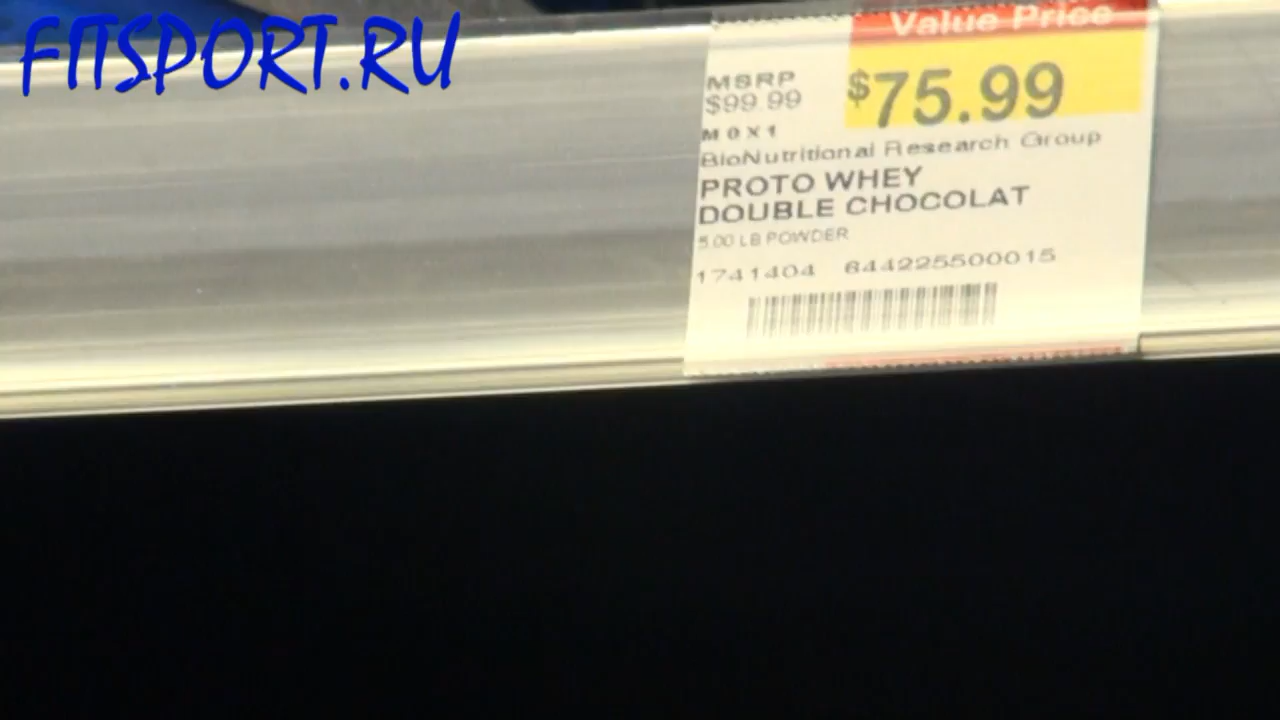 FITSPORT.RU
Value Price
MSRP
$99.99
$75.99
M 0 X 1
BioNutritional Research Group
PROTO WHEY
DOUBLE CHOCOLAT
5.00 LB POWDER
1741404 644225500015